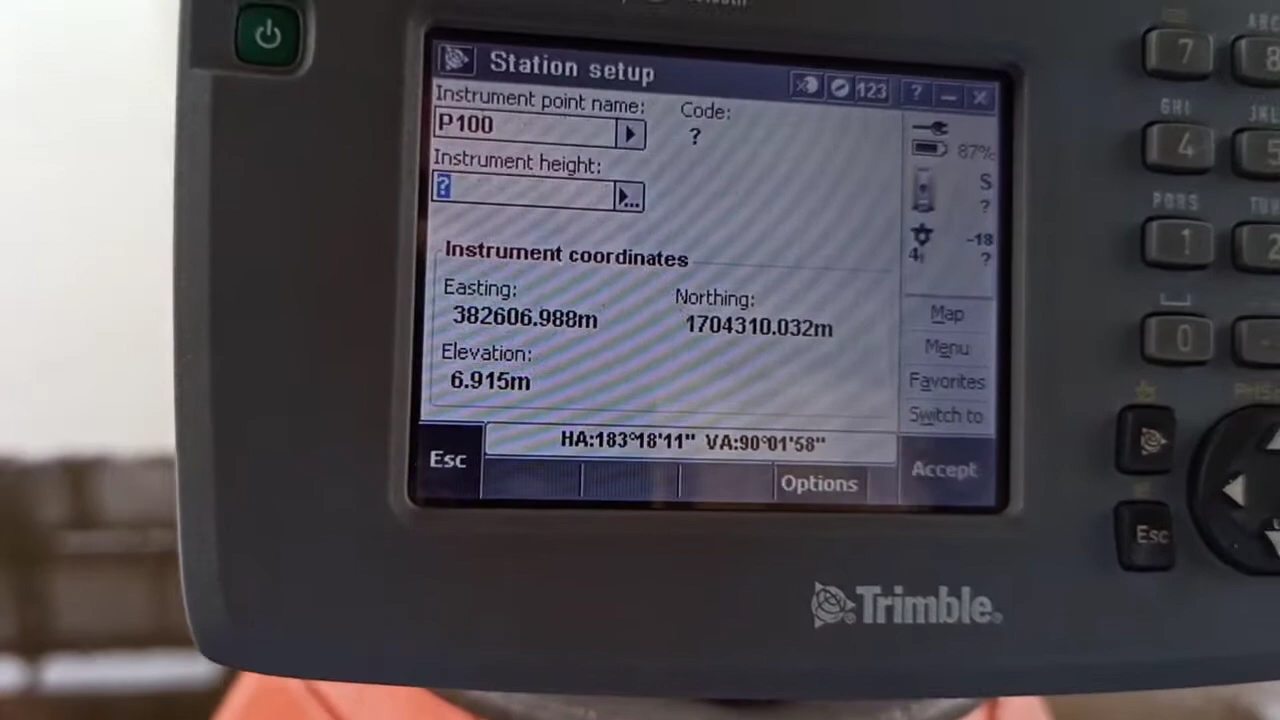 Station setup
123 ?
Instrument point name: Code:
P100 ?
Instrument height:
?
87%
S
?
-18
?
Instrument coordinates
Easting: Northing:
382606.988m 1704310.032m
Elevation:
6.915m
Map
Menu
Favorites
Switch to
HA:183°18'11" VA:90°01'58"
Esc Options Accept
Trimble
7
8
GHI JKL
4 5
PQRS
1 2
0
Esc